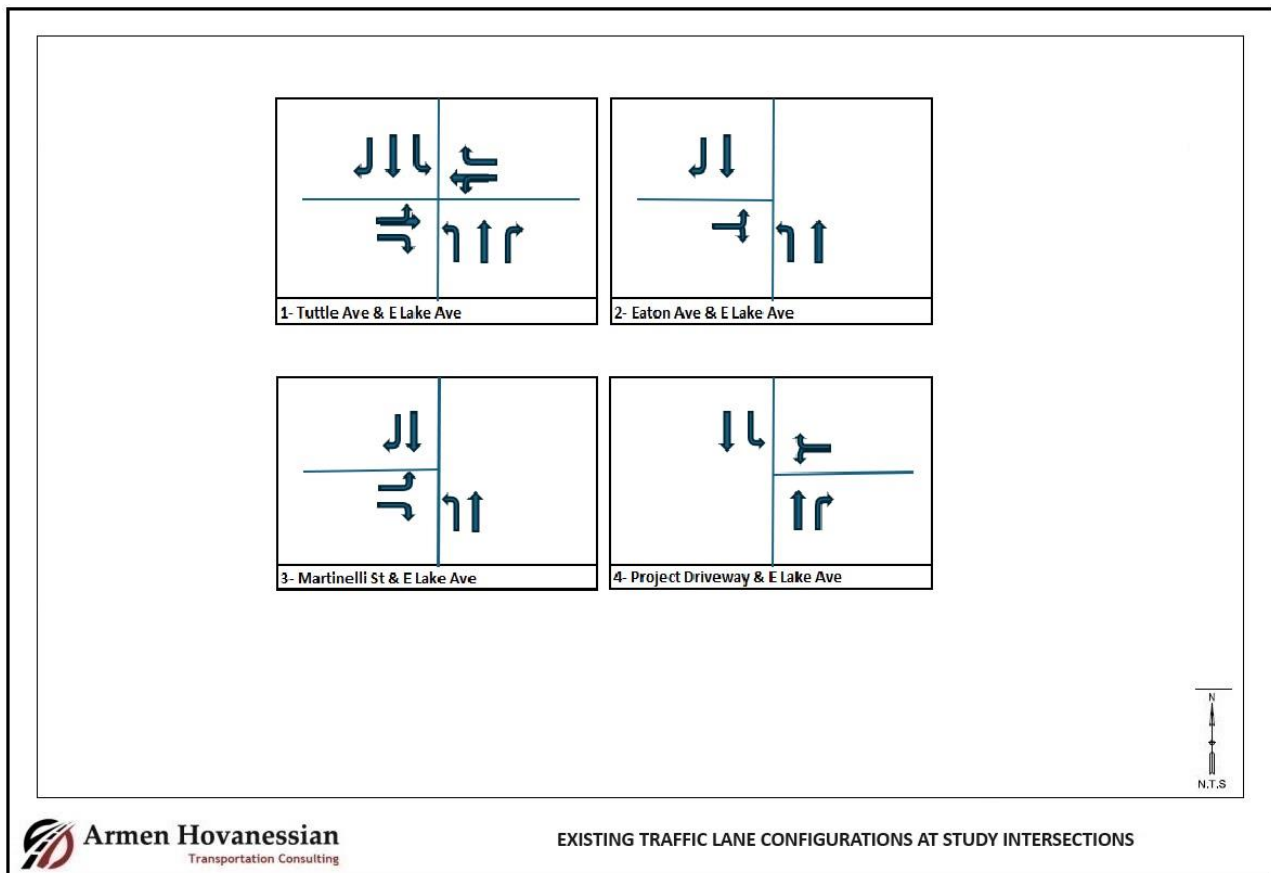 1- Tuttle Ave & E Lake Ave
2- Eaton Ave & E Lake Ave
3- Martinelli St & E Lake Ave
4- Project Driveway & E Lake Ave
N
N.T.S
Armen Hovanessian
Transportation Consulting
EXISTING TRAFFIC LANE CONFIGURATIONS AT STUDY INTERSECTIONS